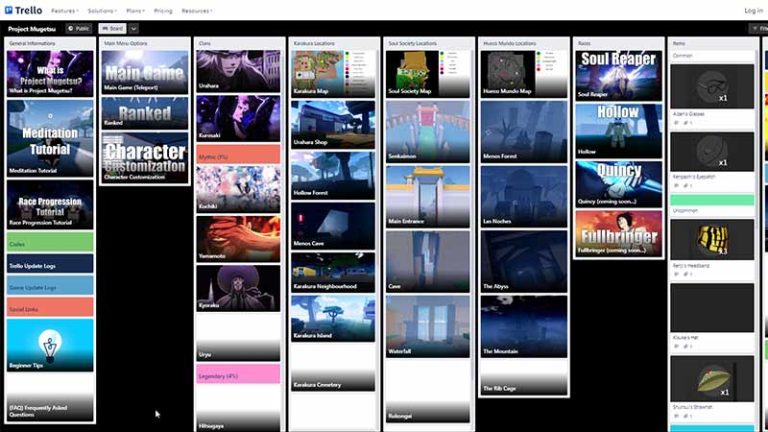 Trello
Features
Solutions
Plans
Pricing
Resources
Log in
Project Mugetsu
Public
Board
General Informations
What is
Project Mugetsu?
What is Project Mugetsu?
Meditation
Tutorial
Meditation Tutorial
Race Progression
Tutorial
Race Progression Tutorial
Codes
Trello Update Logs
Game Update Logs
Social Links
Beginner Tips
[FAQ] Frequently Asked
Questions
Main Menu Options
Main Game
Main Game (Teleport)
Ranked
Ranked
Character
Customization
Character Customization
Clans
Urahara
Kurosaki
Mythic (1%)
Kuchiki
Yamamoto
Kyoraku
Uryu
Legendary (4%)
Hitsugaya
Karakura Locations
Karakura Map
Urahara Shop
Hollow Forest
Menos Cave
Karakura Neighbourhood
Karakura Island
Karakura Cemetery
Soul Society Locations
Soul Society Map
Senkaimon
Main Entrance
Cave
Waterfall
Rukongai
Hueco Mundo Locations
Hueco Mundo Map
Menos Forest
Las Noches
The Abyss
The Mountain
The Rib Cage
Races
Soul Reaper
Soul Reaper
Hollow
Hollow
Quincy
Quincy (coming soon...)
Fullbringer
Fullbringer (coming soon...)
Items
Common
x1
Aizen's Glasses
x1
Kenpachi's Eyepatch
Uncommon
x3
Renji's Headband
Kisuke's Hat
x1
Shunsui's Strawhat